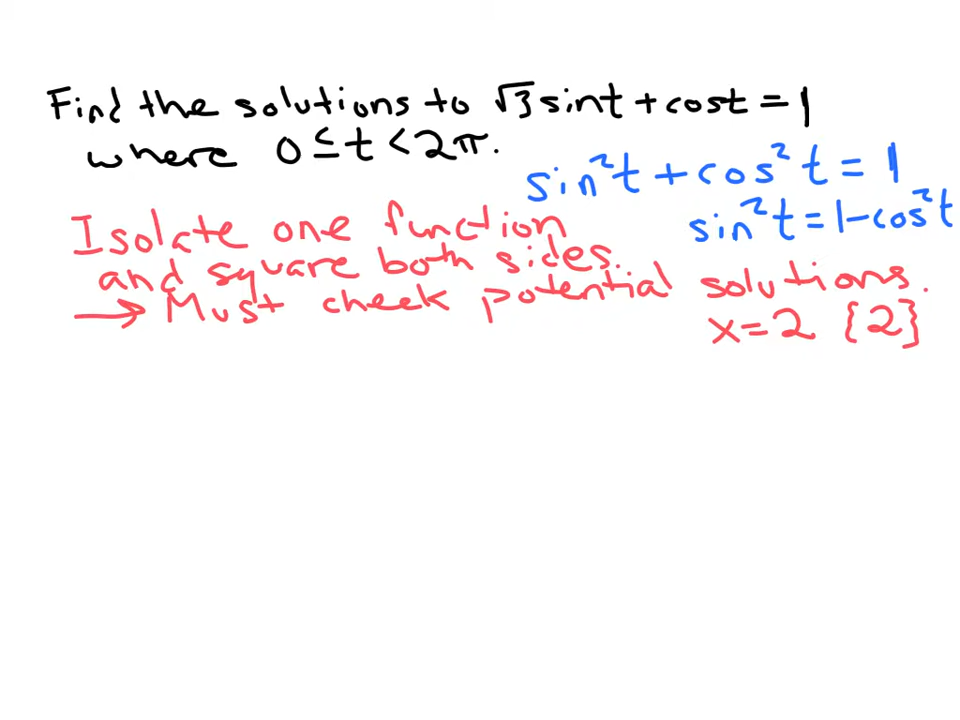 Find the solutions to √3 sint + cost = 1
where 0 ≤ t < 2π.
sin²t + cos²t = 1
sin²t = 1 - cos²t
Isolate one function
and square both sides.
→ Must check potential solutions.
x = 2 {2}